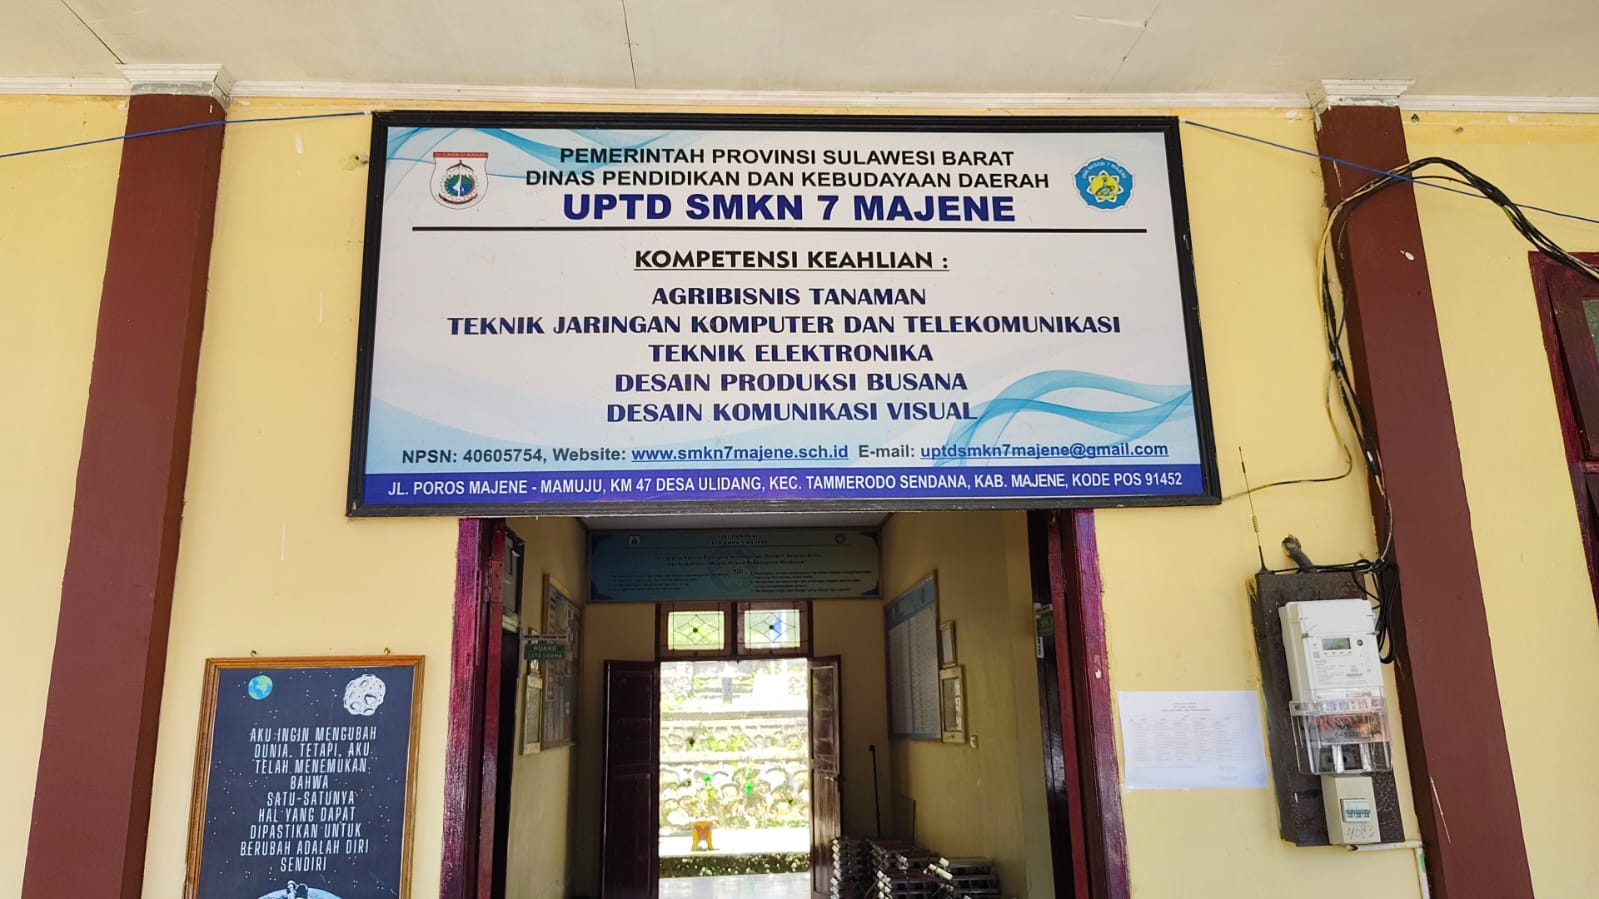 PEMERINTAH PROVINSI SULAWESI BARAT
DINAS PENDIDIKAN DAN KEBUDAYAAN DAERAH
UPTD SMKN 7 MAJENE
KOMPETENSI KEAHLIAN :
AGRIBISNIS TANAMAN
TEKNIK JARINGAN KOMPUTER DAN TELEKOMUNIKASI
TEKNIK ELEKTRONIKA
DESAIN PRODUKSI BUSANA
DESAIN KOMUNIKASI VISUAL
NPSN: 40605754, Website: www.smkn7majene.sch.id E-mail: uptdsmkn7majene@gmail.com
JL. POROS MAJENE - MAMUJU, KM 47 DESA ULIDANG, KEC. TAMMERODO SENDANA, KAB. MAJENE, KODE POS 91452
RUANG
TATA USAHA
AKU INGIN MENGUBAH
DUNIA. TETAPI, AKU
TELAH MENEMUKAN
BAHWA
SATU-SATUNYA
HAL YANG DAPAT
DIPASTIKAN UNTUK
BERUBAH ADALAH DIRI
SENDIRI